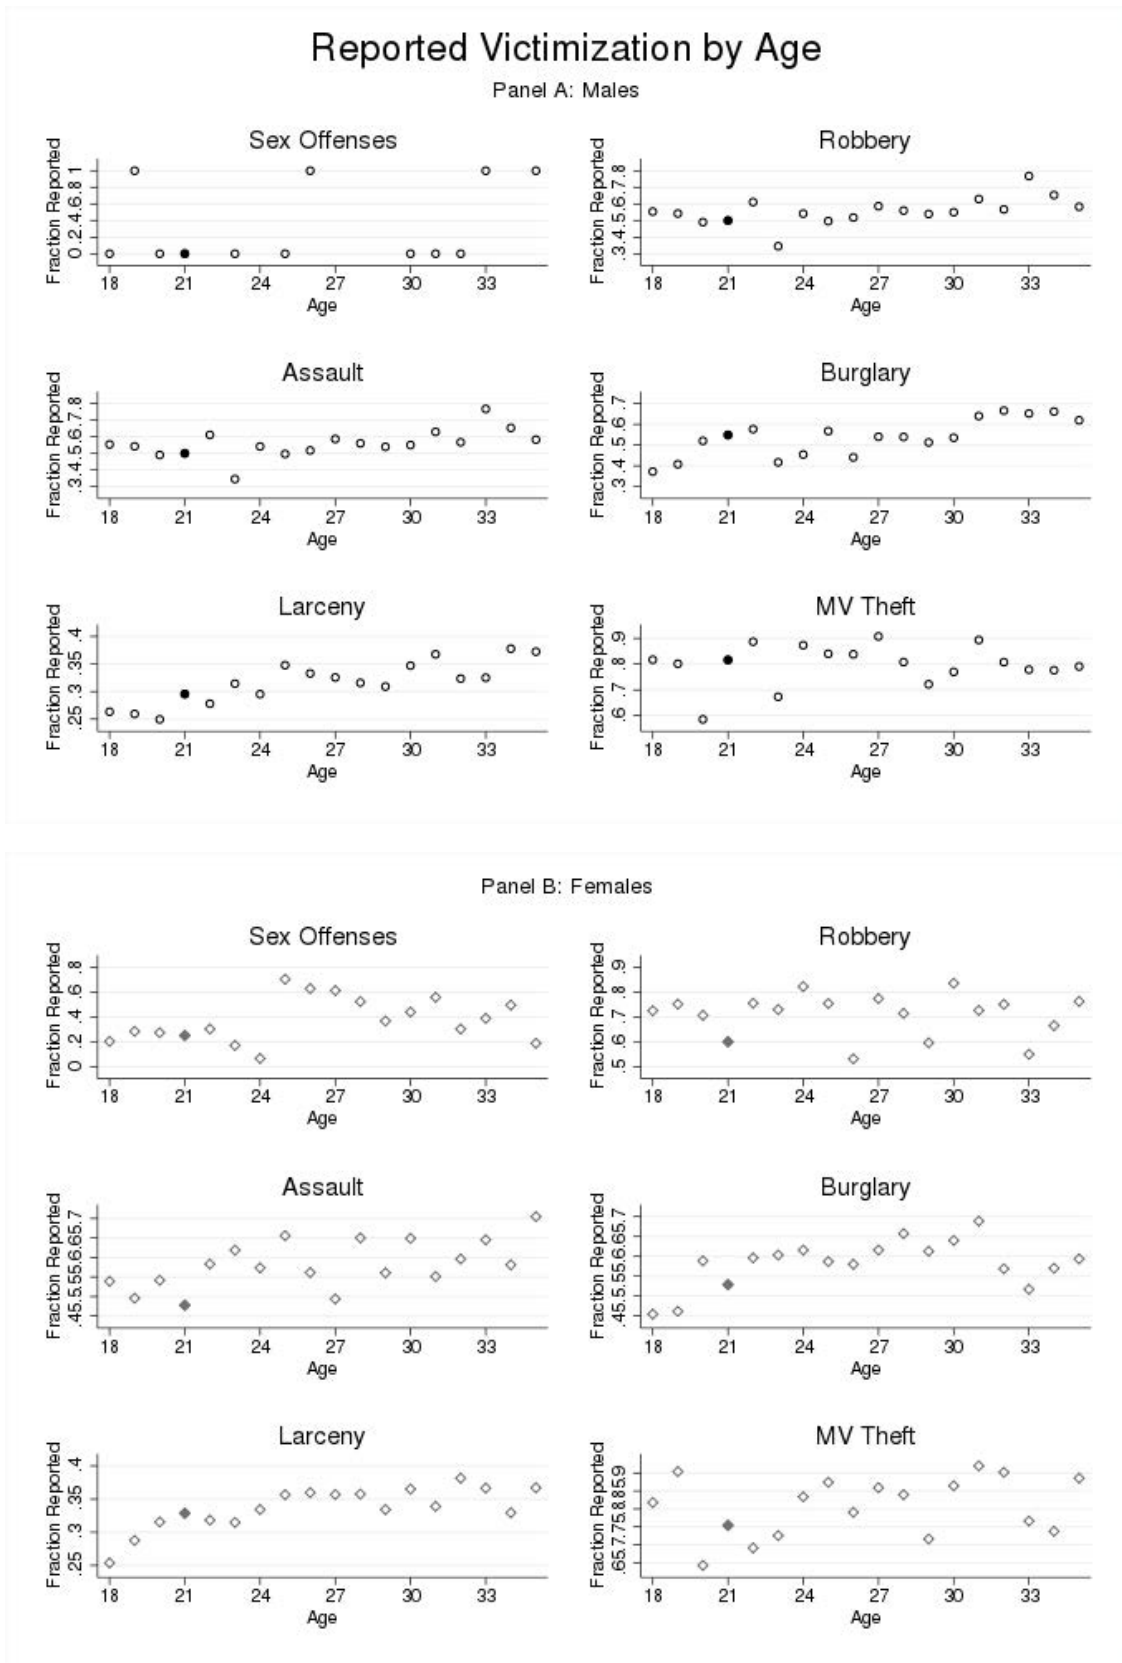 Reported Victimization by Age
Panel A: Males
Sex Offenses
Fraction Reported
0 .2 .4 .6 .8 1
18 21 24 27 30 33
Age
Robbery
Fraction Reported
.3 .4 .5 .6 .7 .8
18 21 24 27 30 33
Age
Assault
Fraction Reported
.3 .4 .5 .6 .7 .8
18 21 24 27 30 33
Age
Burglary
Fraction Reported
.3 .4 .5 .6 .7
18 21 24 27 30 33
Age
Larceny
Fraction Reported
.25 .3 .35 .4
18 21 24 27 30 33
Age
MV Theft
Fraction Reported
.6 .7 .8 .9
18 21 24 27 30 33
Age
Panel B: Females
Sex Offenses
Fraction Reported
0 .2 .4 .6 .8
18 21 24 27 30 33
Age
Robbery
Fraction Reported
.5 .6 .7 .8 .9
18 21 24 27 30 33
Age
Assault
Fraction Reported
.45 .5 .55 .6 .65 .7
18 21 24 27 30 33
Age
Burglary
Fraction Reported
.45 .5 .55 .6 .65 .7
18 21 24 27 30 33
Age
Larceny
Fraction Reported
.25 .3 .35 .4
18 21 24 27 30 33
Age
MV Theft
Fraction Reported
.65 .7 .75 .8 .85 .9
18 21 24 27 30 33
Age